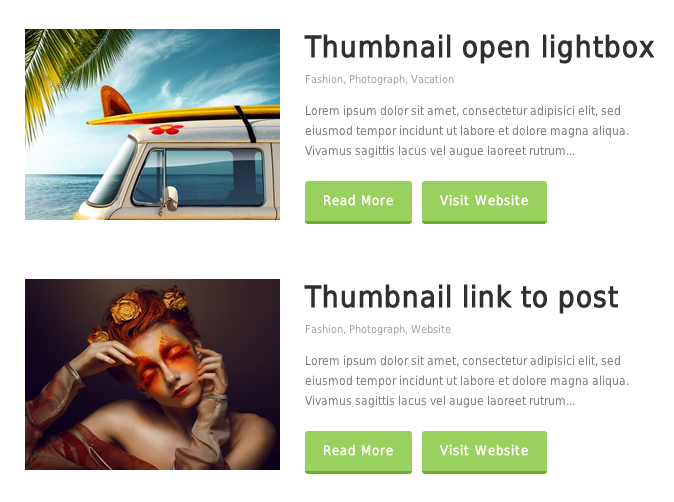 Thumbnail open lightbox
Fashion, Photograph, Vacation
Lorem ipsum dolor sit amet, consectetur adipisici elit, sed
eiusmod tempor incidunt ut labore et dolore magna aliqua.
Vivamus sagittis lacus vel augue laoreet rutrum...
Read More
Visit Website
Thumbnail link to post
Fashion, Photograph, Website
Lorem ipsum dolor sit amet, consectetur adipisici elit, sed
eiusmod tempor incidunt ut labore et dolore magna aliqua.
Vivamus sagittis lacus vel augue laoreet rutrum...
Read More
Visit Website